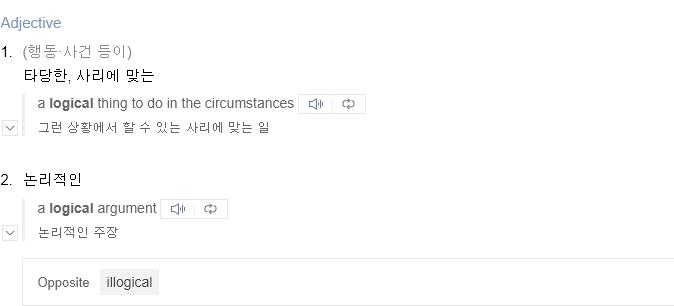 Adjective
1. (행동·사건 등이)
타당한, 사리에 맞는
a logical thing to do in the circumstances
그런 상황에서 할 수 있는 사리에 맞는 일
2. 논리적인
a logical argument
논리적인 주장
Opposite illogical